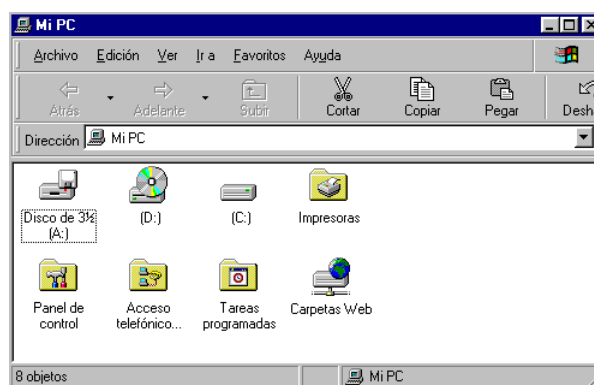 Mi PC
Archivo Edición Ver Ir a Favoritos Ayuda
Atrás Adelante Subir Cortar Copiar Pegar Desh
Dirección Mi PC
Disco de 3½ (D:) (C:) Impresoras
(A:)
Panel de Acceso Tareas Carpetas Web
control telefónico... programadas
8 objetos Mi PC